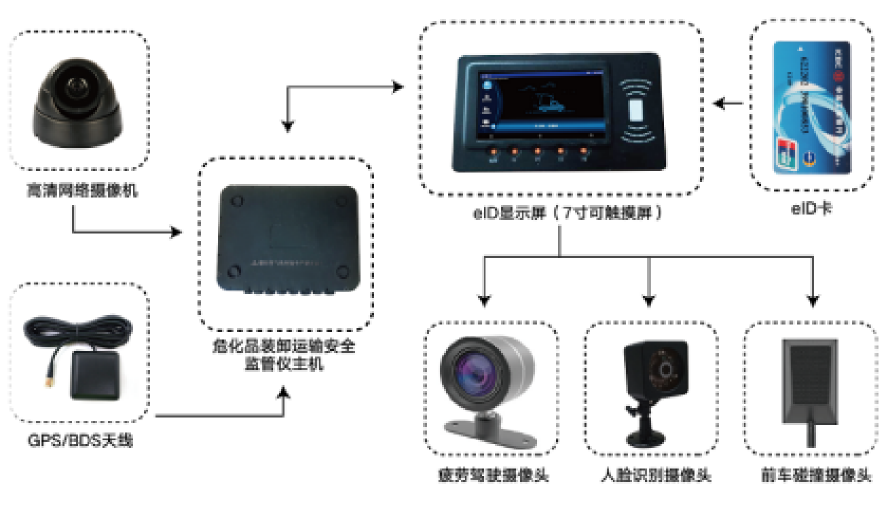 高清网络摄像机
GPS/BDS天线
危化品装卸运输安全
监管仪主机
eID显示屏（7寸可触摸屏）
eID卡
疲劳驾驶摄像头
人脸识别摄像头
前车碰撞摄像头